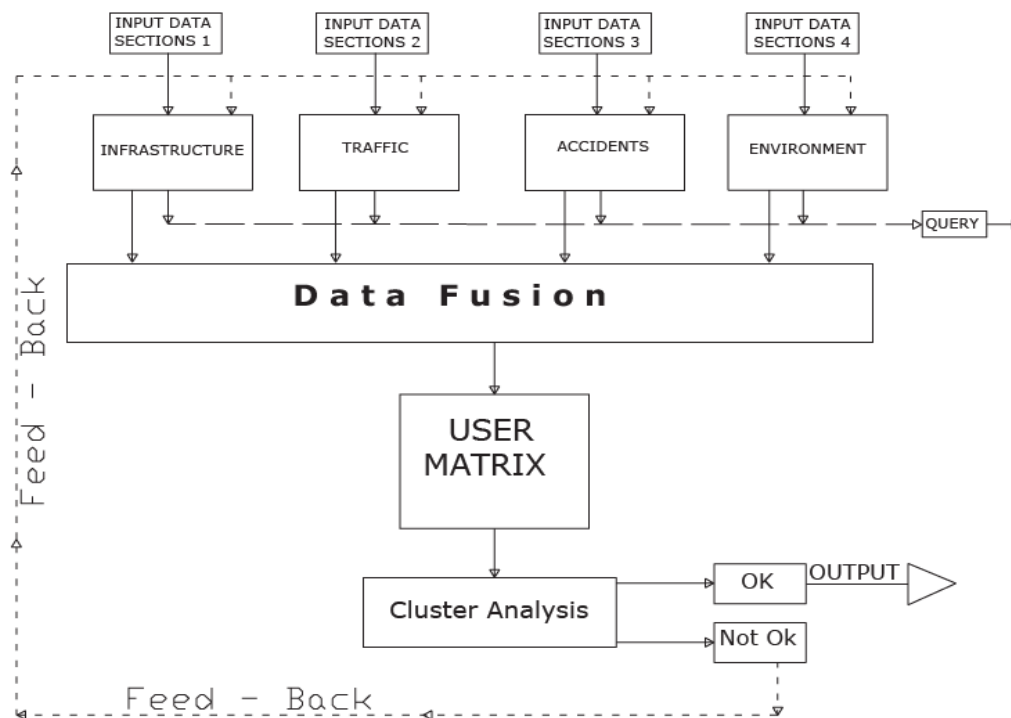 INPUT DATA
SECTIONS 1
INPUT DATA
SECTIONS 2
INPUT DATA
SECTIONS 3
INPUT DATA
SECTIONS 4
INFRASTRUCTURE
TRAFFIC
ACCIDENTS
ENVIRONMENT
QUERY
Data Fusion
Feed - Back
USER
MATRIX
Cluster Analysis
OK
OUTPUT
Not Ok
Feed - Back